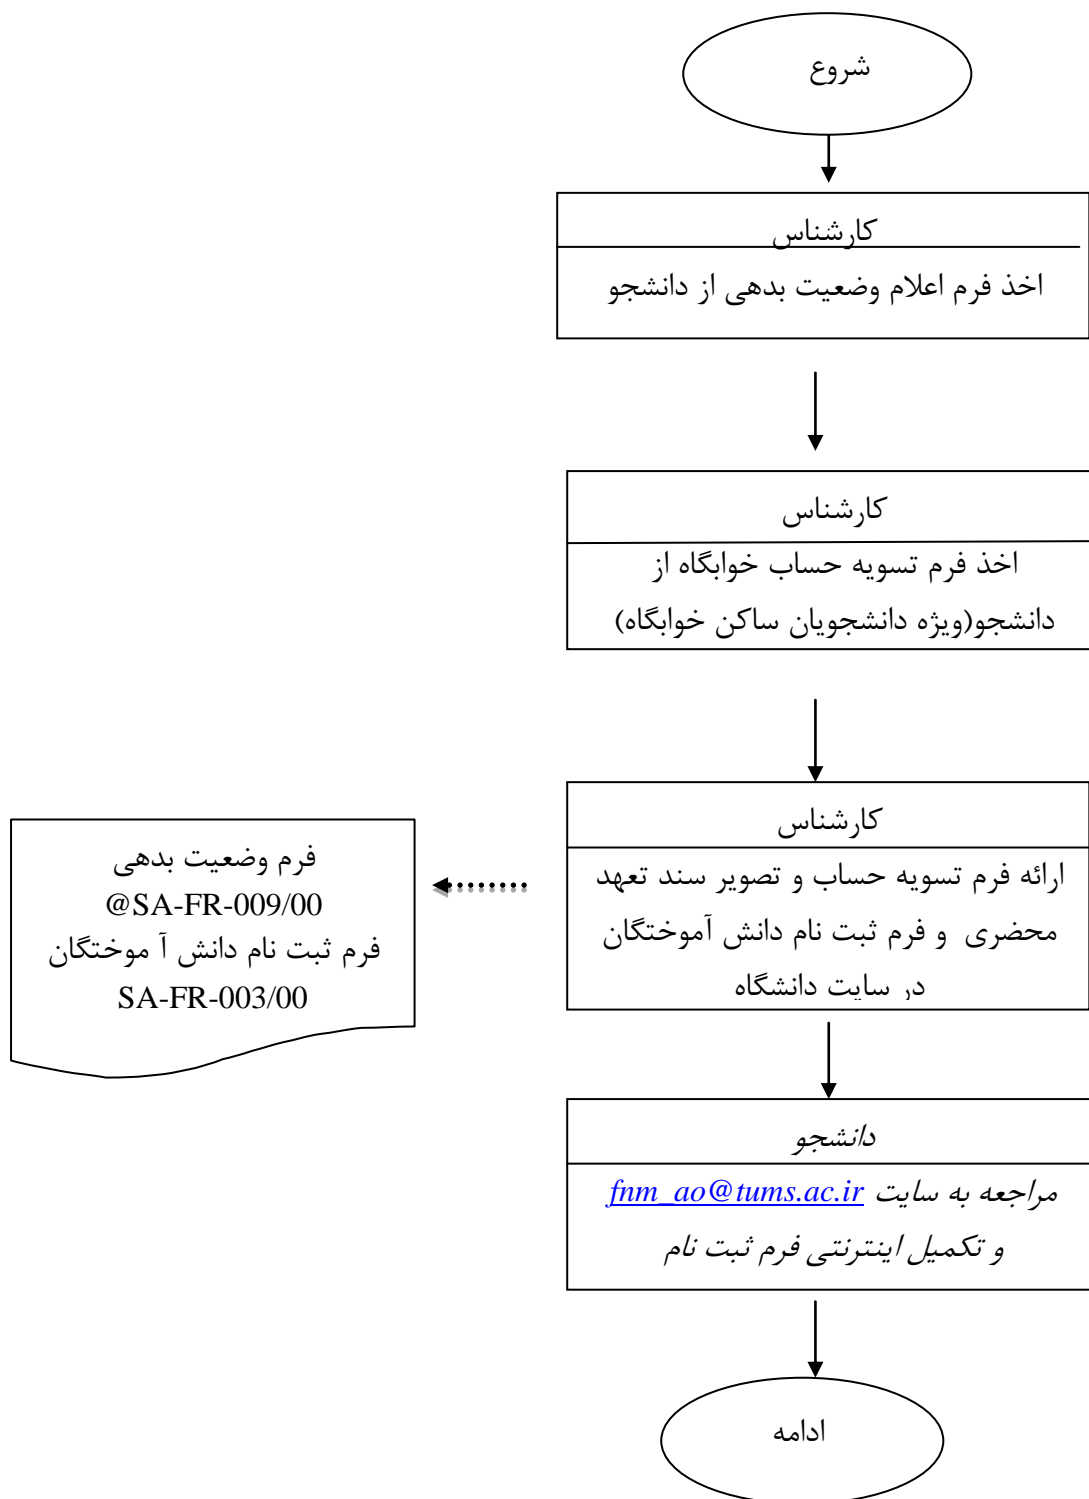 شروع
کارشناس
اخذ فرم اعلام وضعیت بدهی از دانشجو
کارشناس
اخذ فرم تسویه حساب خوابگاه از
دانشجو(ویژه دانشجویان ساکن خوابگاه)
کارشناس
ارائه فرم تسویه حساب و تصویر سند تعهد
محضری و فرم ثبت نام دانش آموختگان
در سایت دانشگاه
فرم وضعیت بدهی
@SA-FR-009/00
فرم ثبت نام دانش آ موختگان
SA-FR-003/00
دانشجو
مراجعه به سایت fnm_ao@tums.ac.ir
و تکمیل اینترنتی فرم ثبت نام
ادامه